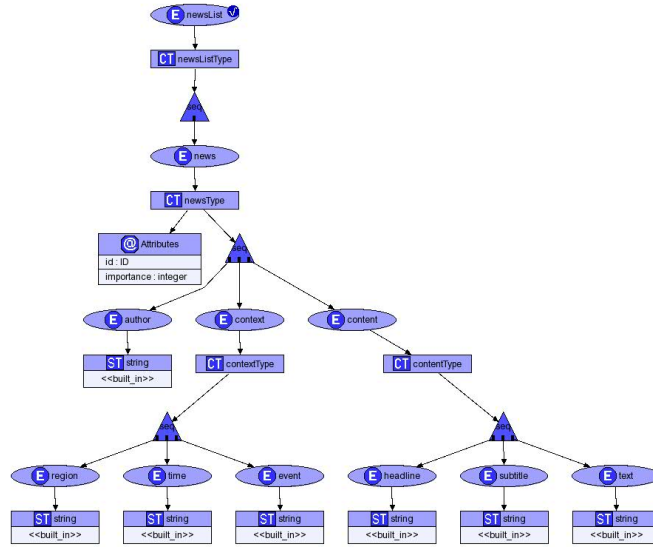 E newsList
CT newsListType
seq
E news
CT newsType
@ Attributes
id : ID
importance : integer
seq
E author
E context
E content
ST string
<<built_in>>
CT contextType
CT contentType
seq
seq
E region
E time
E event
E headline
E subtitle
E text
ST string
<<built_in>>
ST string
<<built_in>>
ST string
<<built_in>>
ST string
<<built_in>>
ST string
<<built_in>>
ST string
<<built_in>>